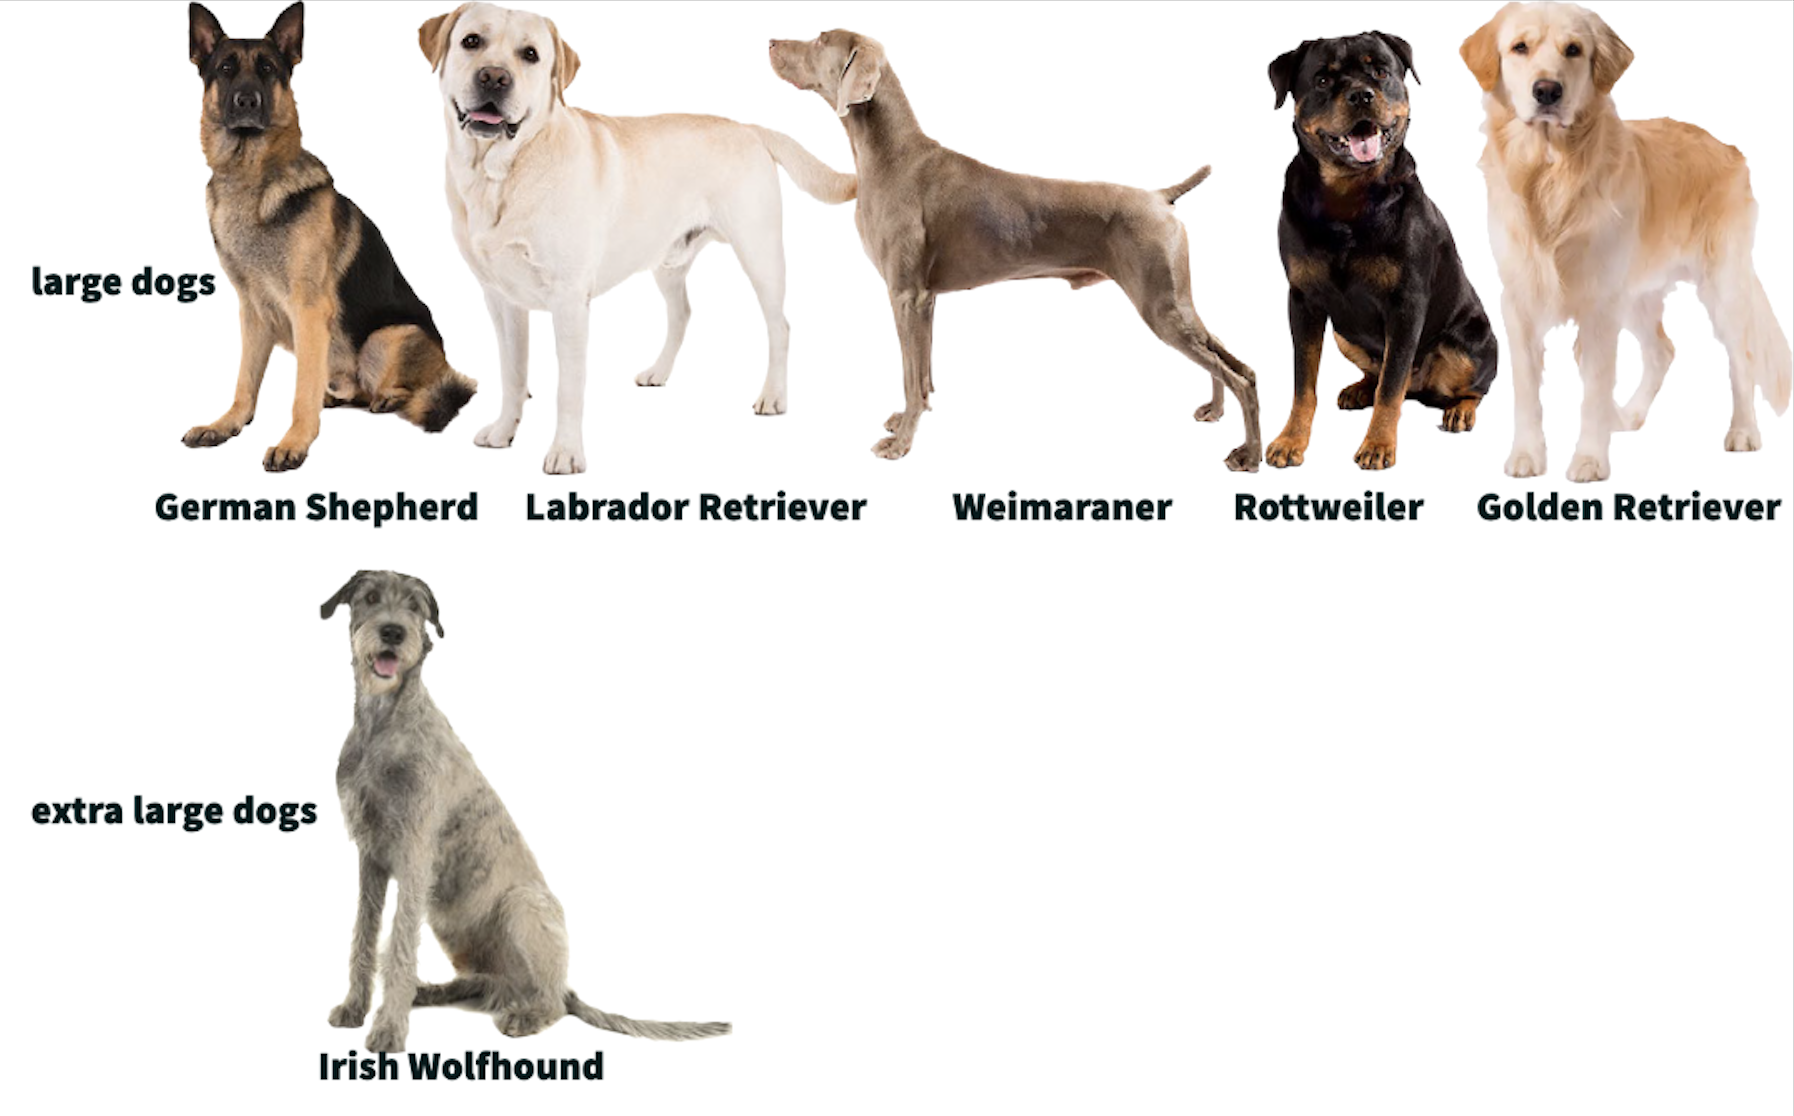 large dogs
German Shepherd
Labrador Retriever
Weimaraner
Rottweiler
Golden Retriever
extra large dogs
Irish Wolfhound